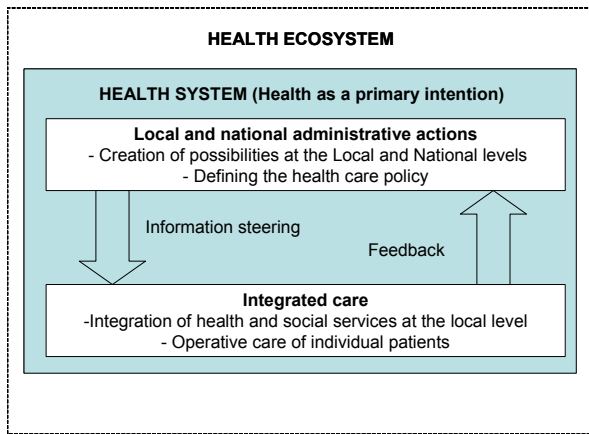 HEALTH ECOSYSTEM
HEALTH SYSTEM (Health as a primary intention)
Local and national administrative actions
- Creation of possibilities at the Local and National levels
- Defining the health care policy
Information steering
Feedback
Integrated care
-Integration of health and social services at the local level
- Operative care of individual patients